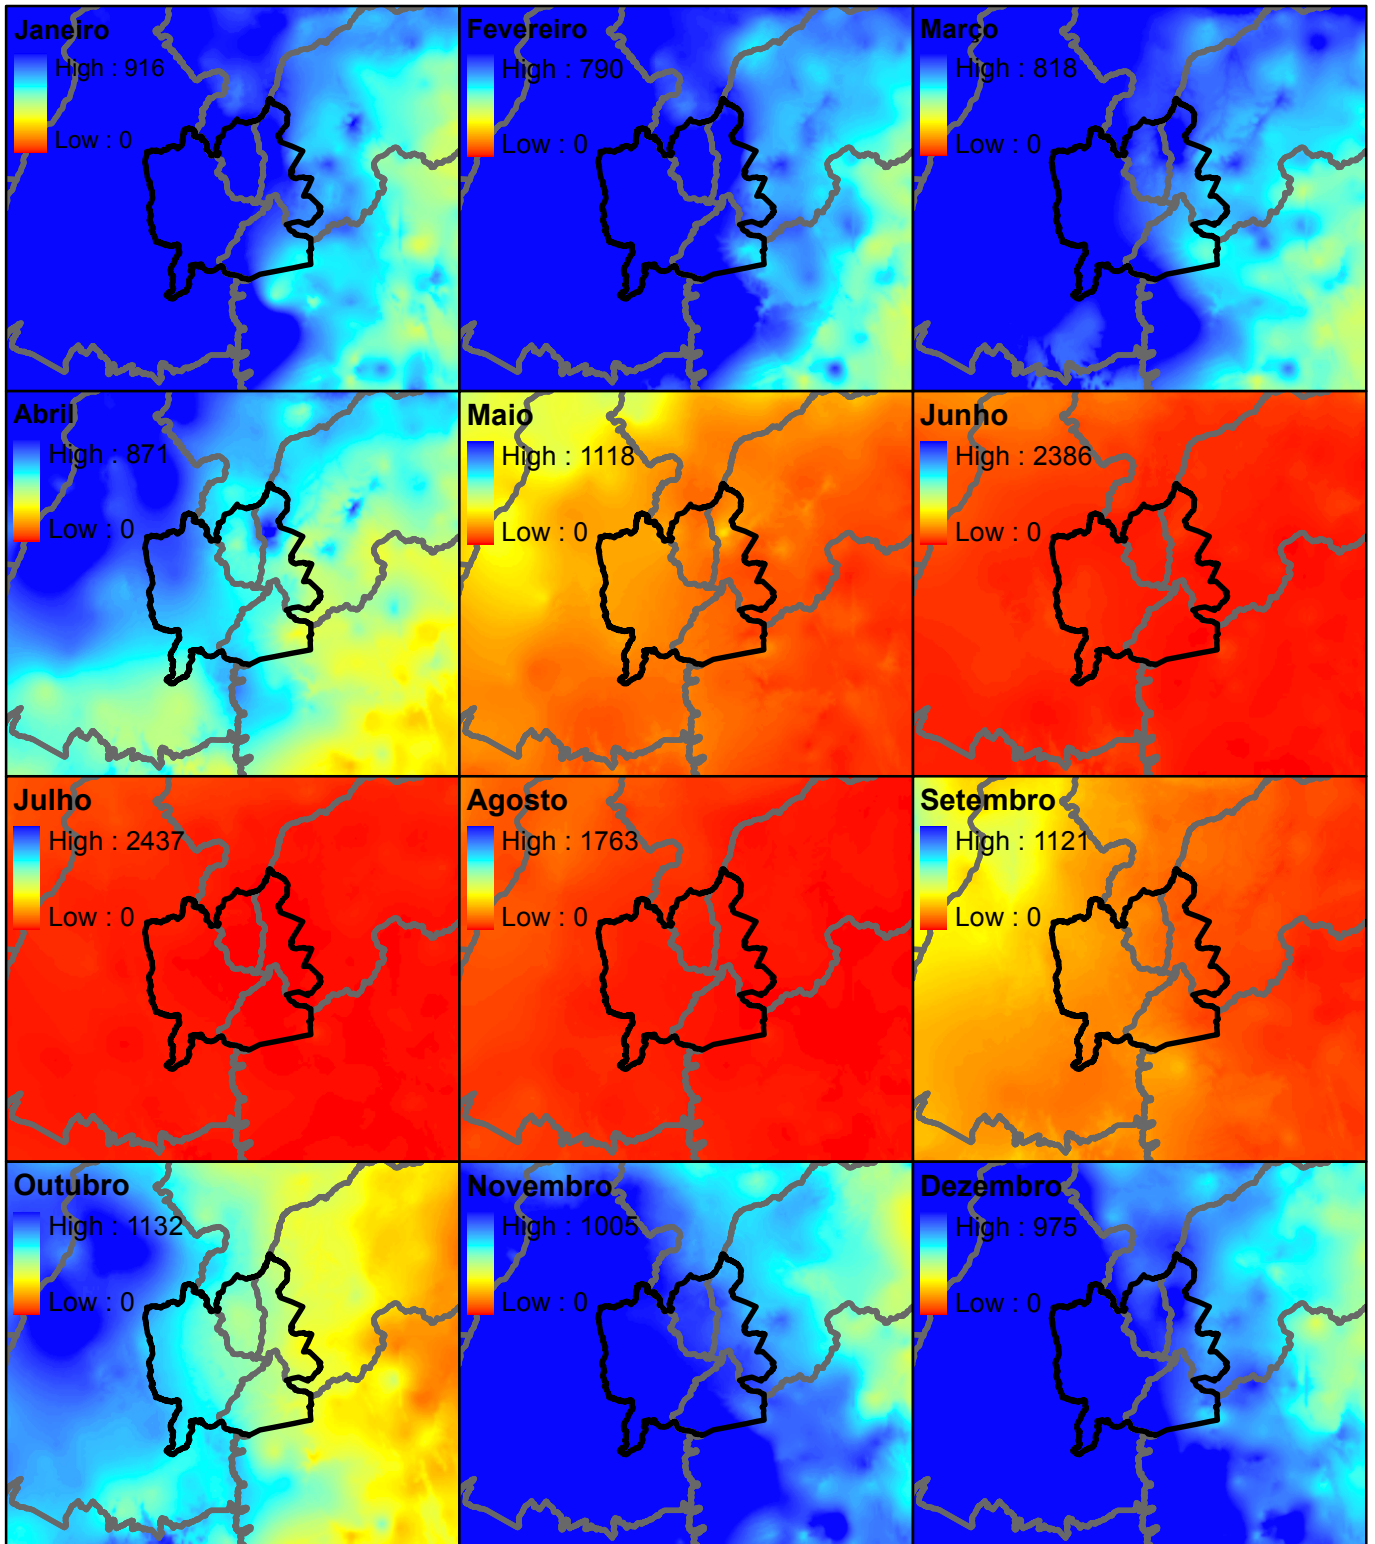 Janeiro
High : 916
Low : 0
Fevereiro
High : 790
Low : 0
Março
High : 818
Low : 0
Abril
High : 871
Low : 0
Maio
High : 1118
Low : 0
Junho
High : 2386
Low : 0
Julho
High : 2437
Low : 0
Agosto
High : 1763
Low : 0
Setembro
High : 1121
Low : 0
Outubro
High : 1132
Low : 0
Novembro
High : 1005
Low : 0
Dezembro
High : 975
Low : 0